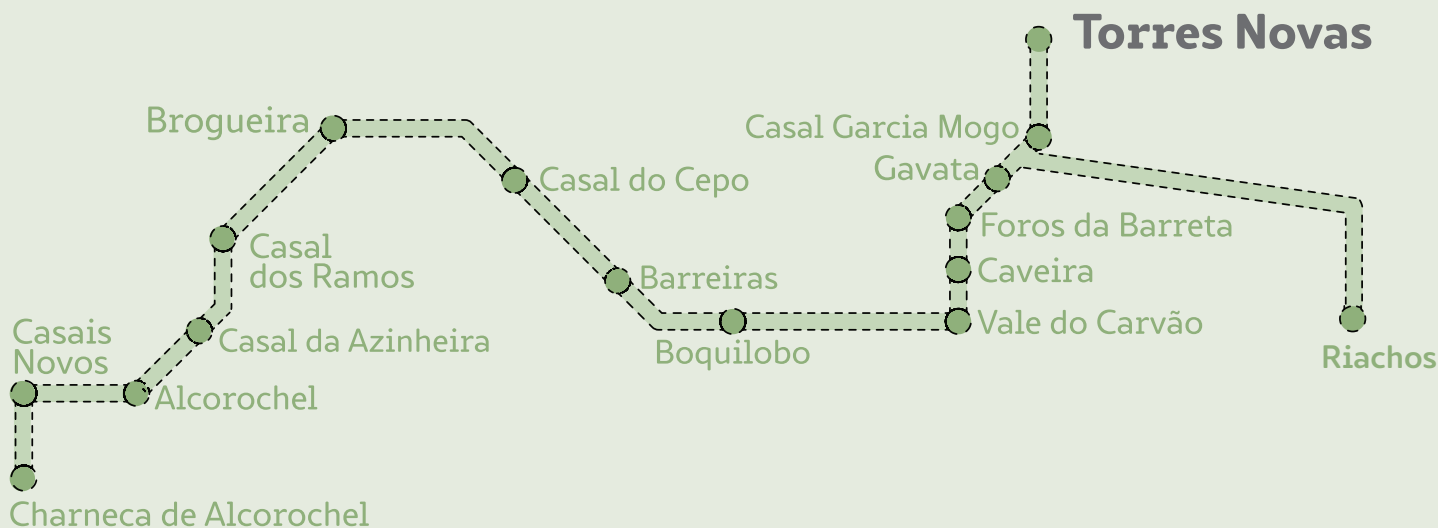 Torres Novas
Brogueira
Casal Garcia Mogo
Gavata
Casal do Cepo
Foros da Barreta
Casal
dos Ramos
Caveira
Barreiras
Casais
Novos
Casal da Azinheira
Vale do Carvão
Boquilobo
Riachos
Alcorochel
Charneca de Alcorochel